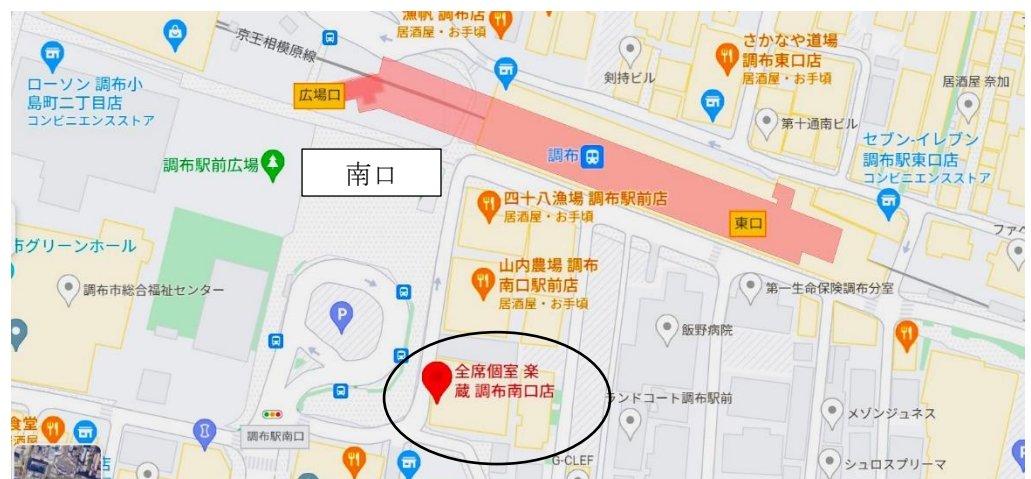 漁帆 調布店
居酒屋・お手頃
京王相模原線
さかなや道場
調布東口店
居酒屋・お手頃
剣持ビル
居酒屋 奈加
ローソン 調布小
島町二丁目店
コンビニエンスストア
広場口
第十通南ビル
セブン-イレブン
調布駅東口店
コンビニエンスストア
調布駅前広場
南口
調布
四十八漁場 調布駅前店
居酒屋・お手頃
東口
ファ
市グリーンホール
山内農場 調布
南口駅前店
居酒屋・お手頃
調布市総合福祉センター
第一生命保険調布分室
P
飯野病院
全席個室 楽
蔵 調布南口店
ランドコート調布駅前
メゾンジュネス
食堂
酒屋
調布駅南口
店
G-CLEF
シュロスプリーマ
P